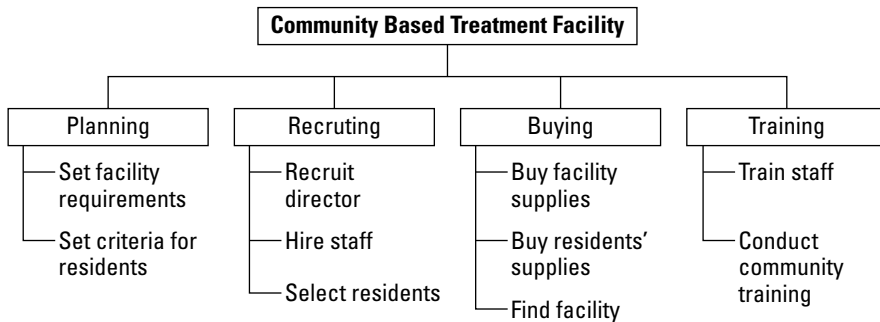 Community Based Treatment Facility
Planning
Recruting
Buying
Training
Set facility
requirements
Set criteria for
residents
Recruit
director
Hire staff
Select residents
Buy facility
supplies
Buy residents’
supplies
Find facility
Train staff
Conduct
community
training